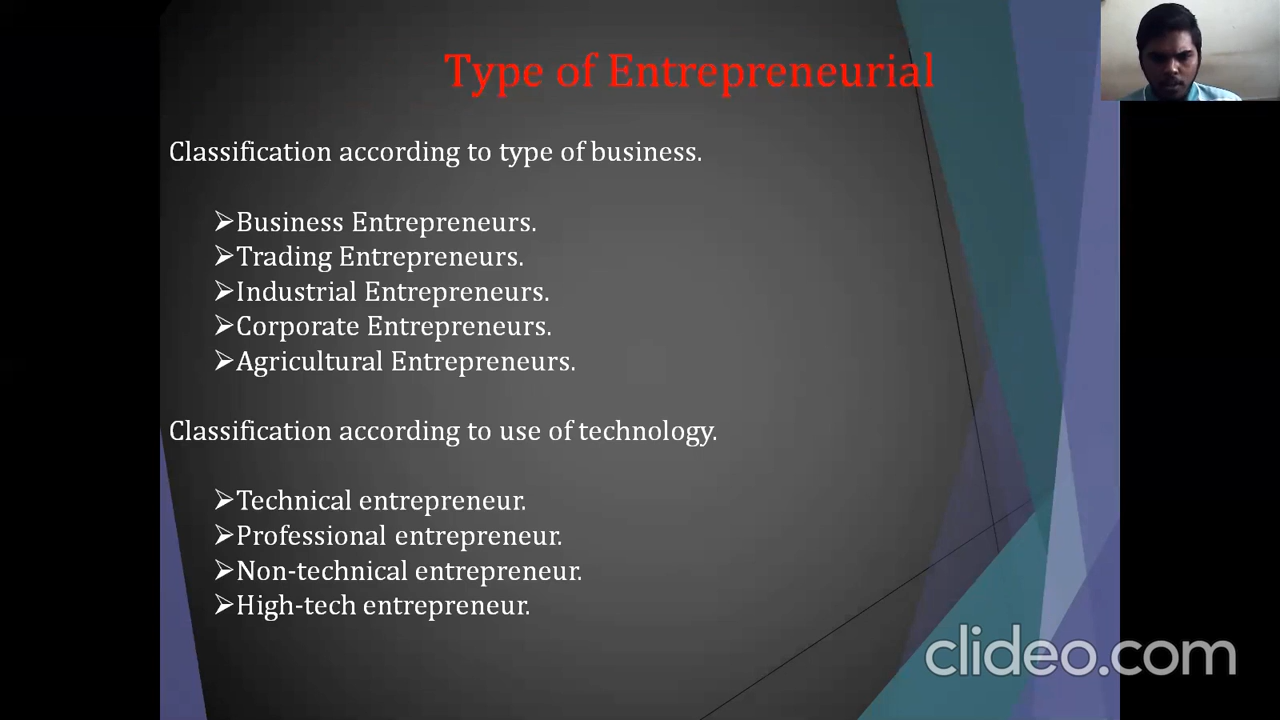 Type of Entrepreneurial
Classification according to type of business.
➢Business Entrepreneurs.
➢Trading Entrepreneurs.
➢Industrial Entrepreneurs.
➢Corporate Entrepreneurs.
➢Agricultural Entrepreneurs.
Classification according to use of technology.
➢Technical entrepreneur.
➢Professional entrepreneur.
➢Non-technical entrepreneur.
➢High-tech entrepreneur.
clideo.com